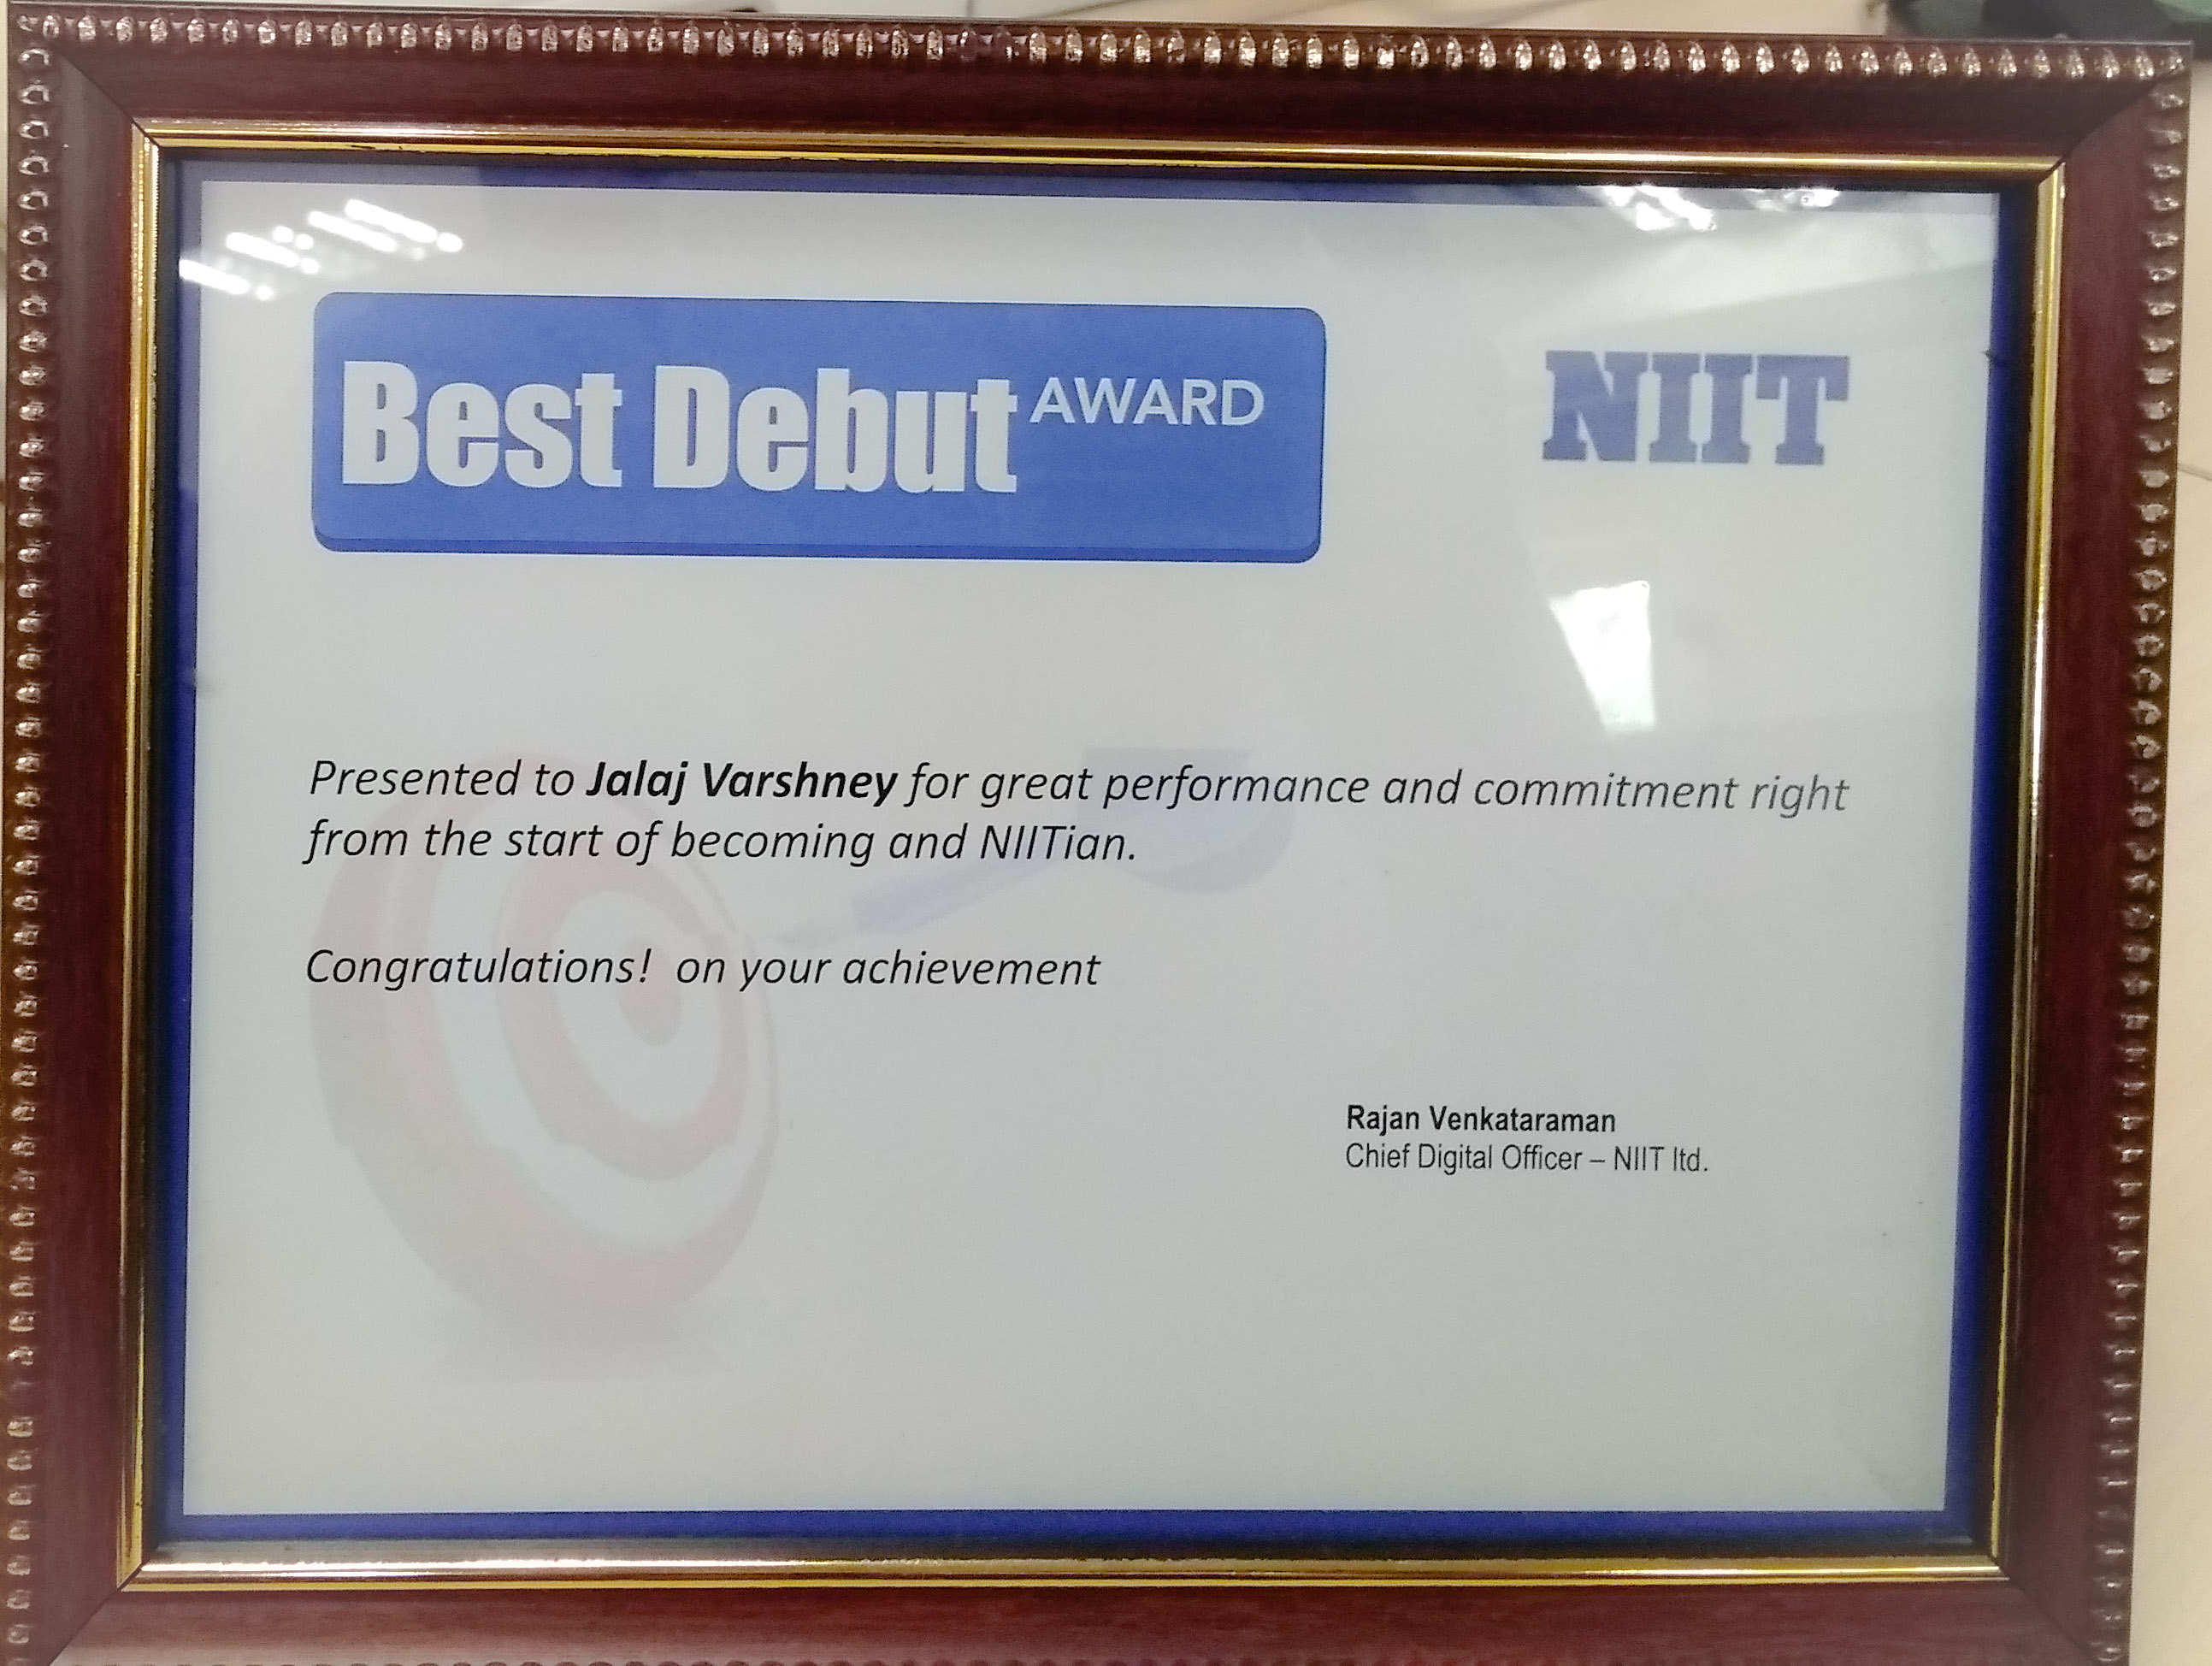 Best Debut AWARD
NIIT
Presented to Jalaj Varshney for great performance and commitment right
from the start of becoming and NIITian.
Congratulations!  on your achievement
Rajan Venkataraman
Chief Digital Officer – NIIT ltd.